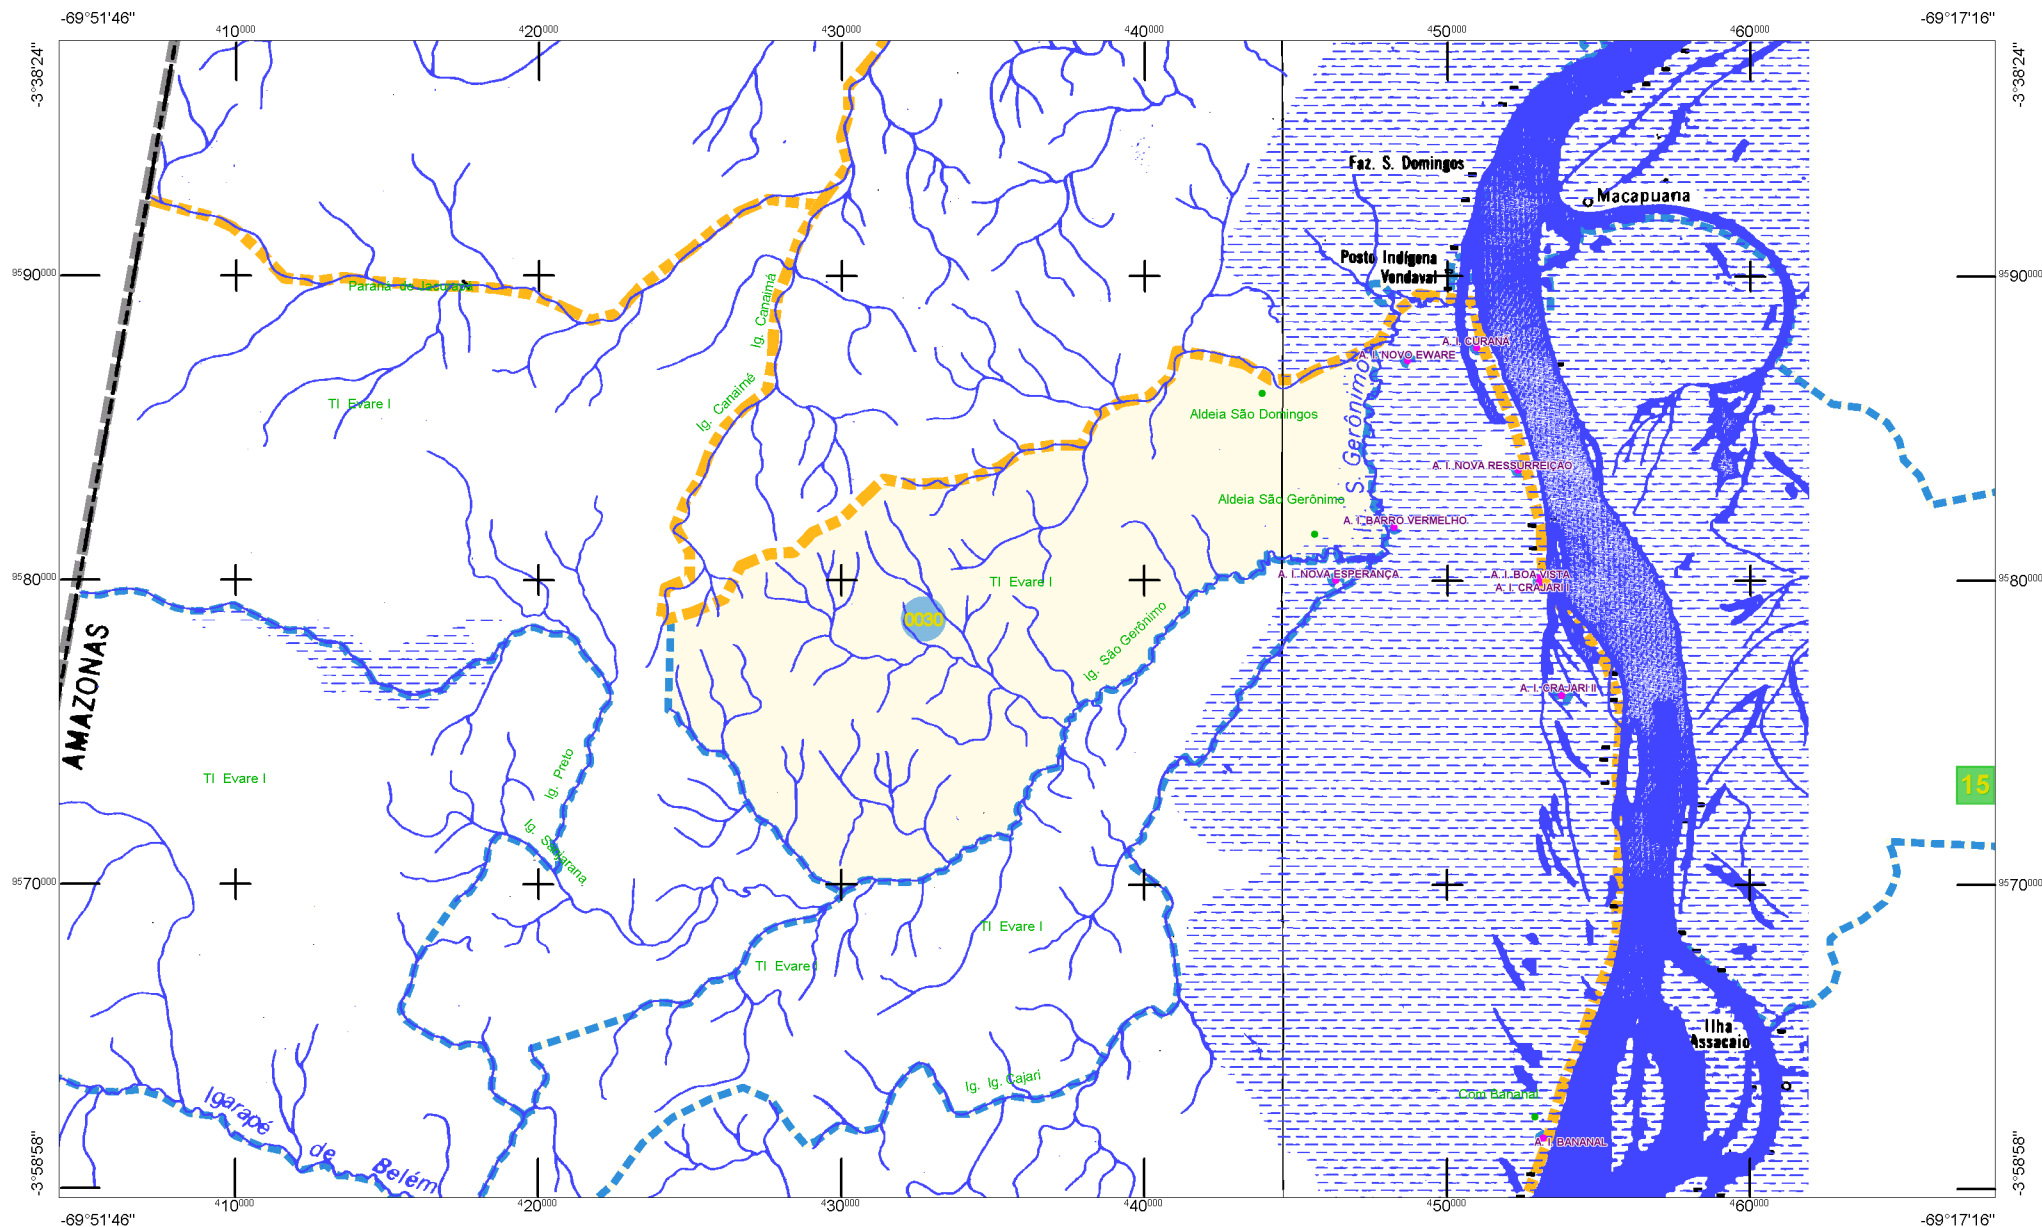 -69°51'46"
-69°17'16"
410000
420000
430000
440000
450000
460000
-3°38'24"
-3°38'24"
Faz. S. Domingos
Macapuana
Posto Indígena
Vendaval
9590000
9590000
Paraná de Jacurapá
Ig. Canaimã
A. I. CURANA
A. I. NOVO EWARE
Ig. Canaimé
TI Evare I
Aldeia São Domingos
S. Gerônimo
A. I. NOVA RESSURREIÇÃO
Aldeia São Gerônimo
A. I. BARRO VERMELHO
9580000
9580000
TI Evare I
A. I. NOVA ESPERANÇA
A. I. BOA VISTA
A. I. CRAJARI I
0030
Ig. São Gerônimo
AMAZONAS
A. I. CRAJARI II
TI Evare I
Ig. Preto
15
Ig.
9570000
9570000
TI Evare I
TI Evare I
Ilha
Assacaio
Ig. Ig. Cajari
Com Bananal
Igarapé de Belém
A. I. BANANAL
-3°58'58"
-3°58'58"
410000
420000
430000
440000
450000
460000
-69°51'46"
-69°17'16"